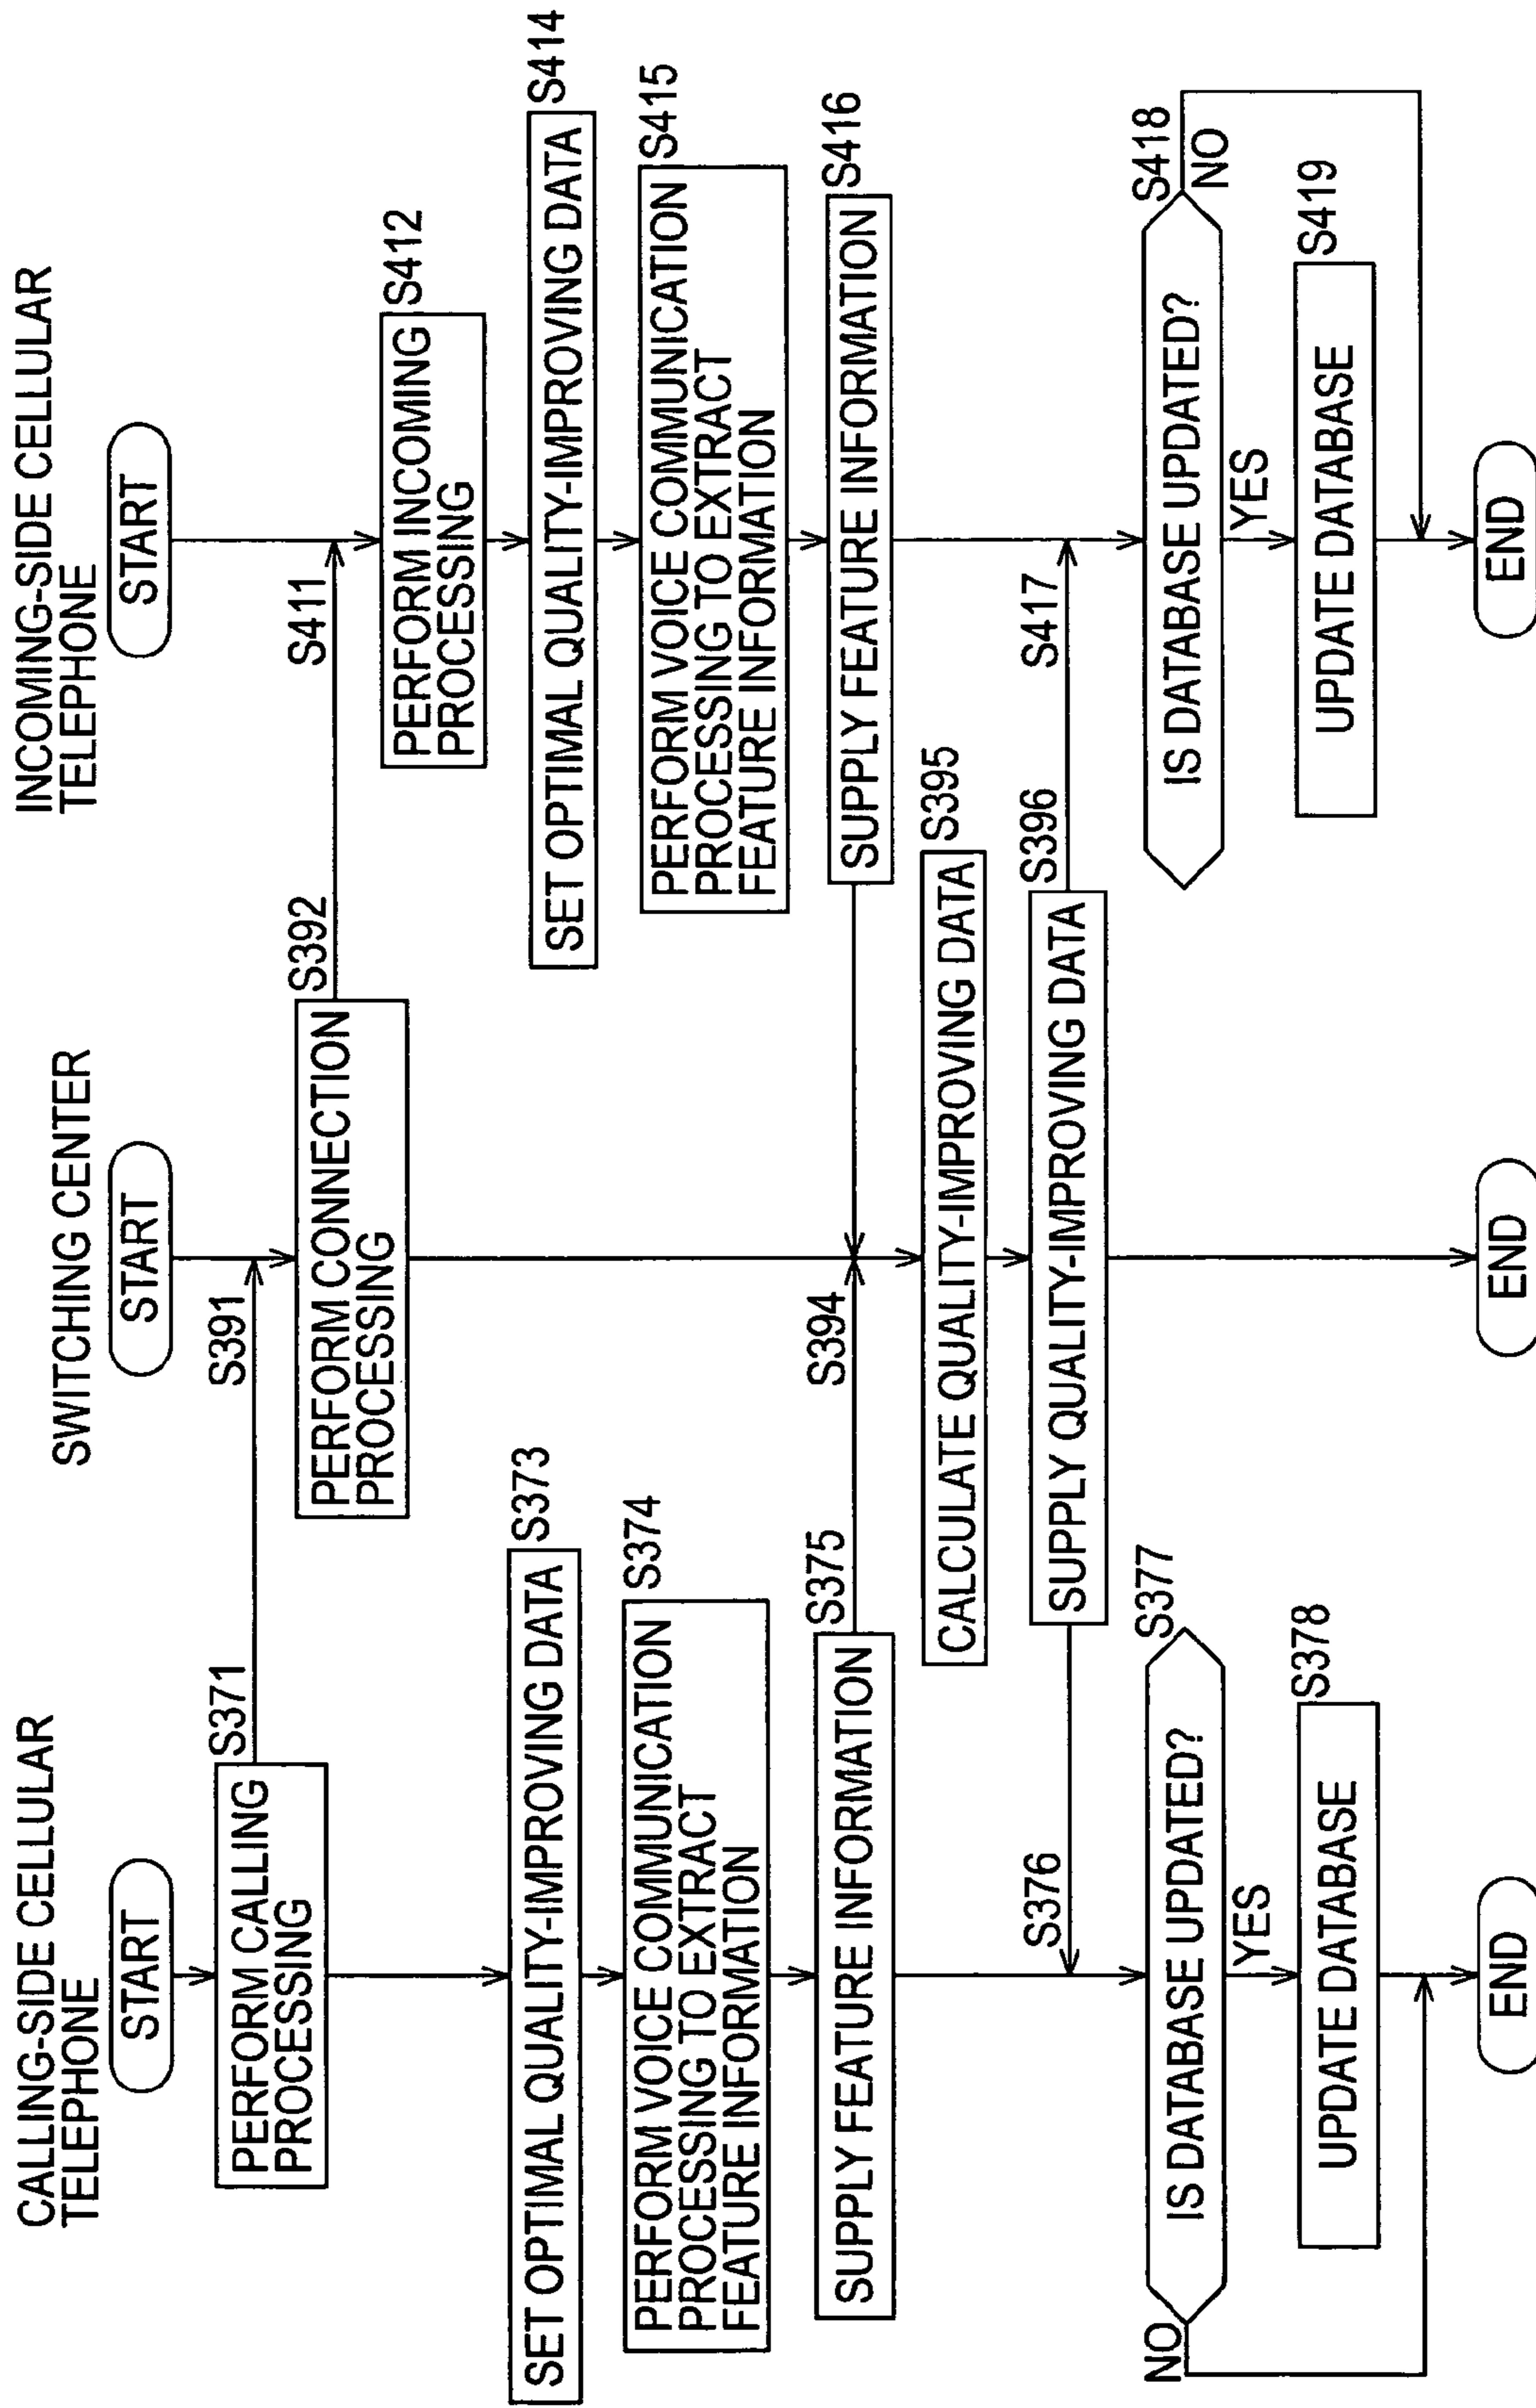 CALLING-SIDE CELLULAR
TELEPHONE
START
PERFORM CALLING
PROCESSING
S371
SET OPTIMAL QUALITY-IMPROVING DATA
S373
PERFORM VOICE COMMUNICATION
PROCESSING TO EXTRACT
FEATURE INFORMATION
S374
SUPPLY FEATURE INFORMATION
S375
S376
IS DATABASE UPDATED?
S377
NO
YES
UPDATE DATABASE
S378
END
SWITCHING CENTER
START
S391
PERFORM CONNECTION
PROCESSING
S392
S394
CALCULATE QUALITY-IMPROVING DATA
S395
SUPPLY QUALITY-IMPROVING DATA
S396
END
INCOMING-SIDE CELLULAR
TELEPHONE
START
S411
PERFORM INCOMING
PROCESSING
S412
SET OPTIMAL QUALITY-IMPROVING DATA
S414
PERFORM VOICE COMMUNICATION
PROCESSING TO EXTRACT
FEATURE INFORMATION
S415
SUPPLY FEATURE INFORMATION
S416
S417
IS DATABASE UPDATED?
S418
NO
YES
UPDATE DATABASE
S419
END